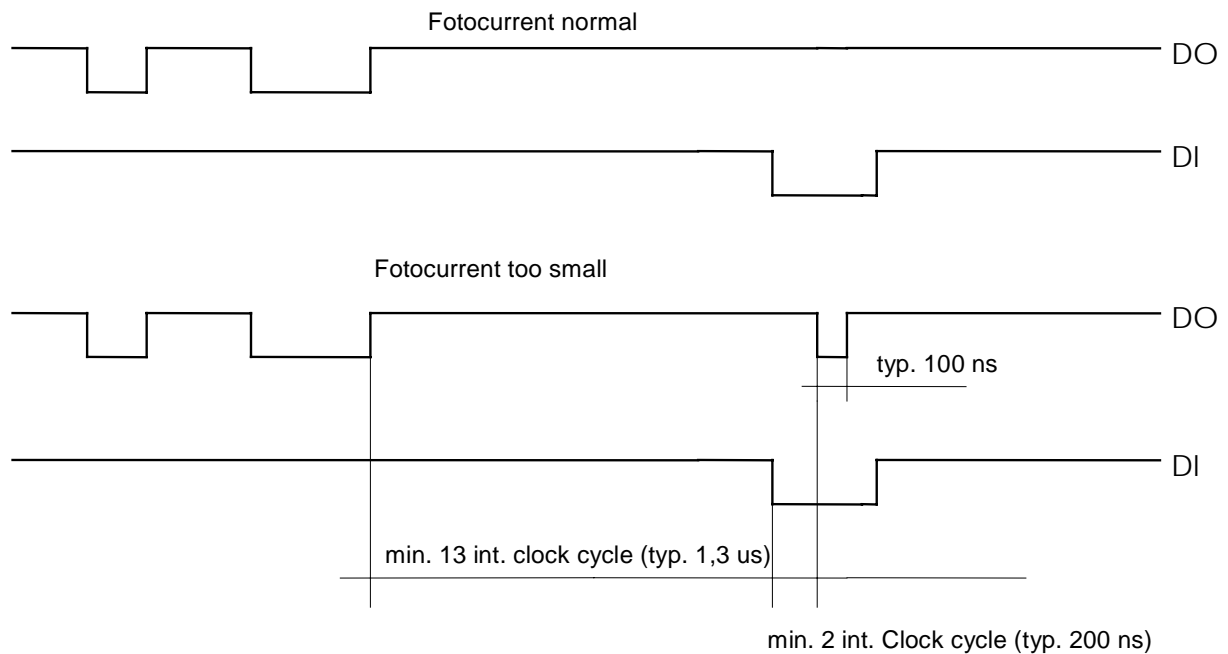 Fotocurrent normal
DO
DI
Fotocurrent too small
DO
typ. 100 ns
DI
min. 13 int. clock cycle (typ. 1,3 us)
min. 2 int. Clock cycle (typ. 200 ns)